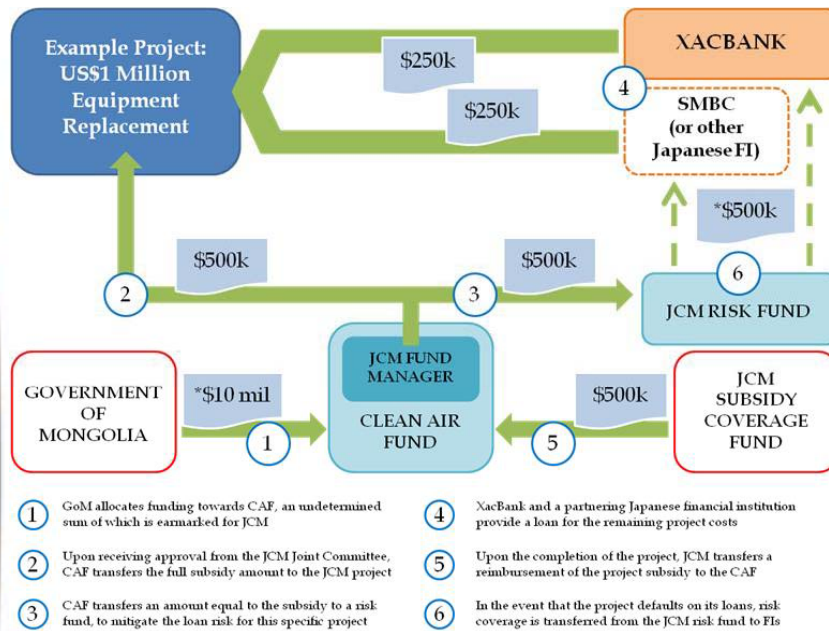 Example Project:
US$1 Million
Equipment
Replacement
$250k
$250k
XACBANK
4
SMBC
(or other
Japanese FI)
*$500k
$500k
$500k
2
3
6
JCM RISK FUND
GOVERNMENT
OF
MONGOLIA
*$10 mil
1
JCM FUND
MANAGER
CLEAN AIR
FUND
$500k
5
JCM
SUBSIDY
COVERAGE
FUND
1 GoM allocates funding towards CAF, an undetermined
sum of which is earmarked for JCM
2 Upon receiving approval from the JCM Joint Committee,
CAF transfers the full subsidy amount to the JCM project
3 CAF transfers an amount equal to the subsidy to a risk
fund, to mitigate the loan risk for this specific project
4 XacBank and a partnering Japanese financial institution
provide a loan for the remaining project costs
5 Upon the completion of the project, JCM transfers a
reimbursement of the project subsidy to the CAF
6 In the event that the project defaults on its loans, risk
coverage is transferred from the JCM risk fund to FIs